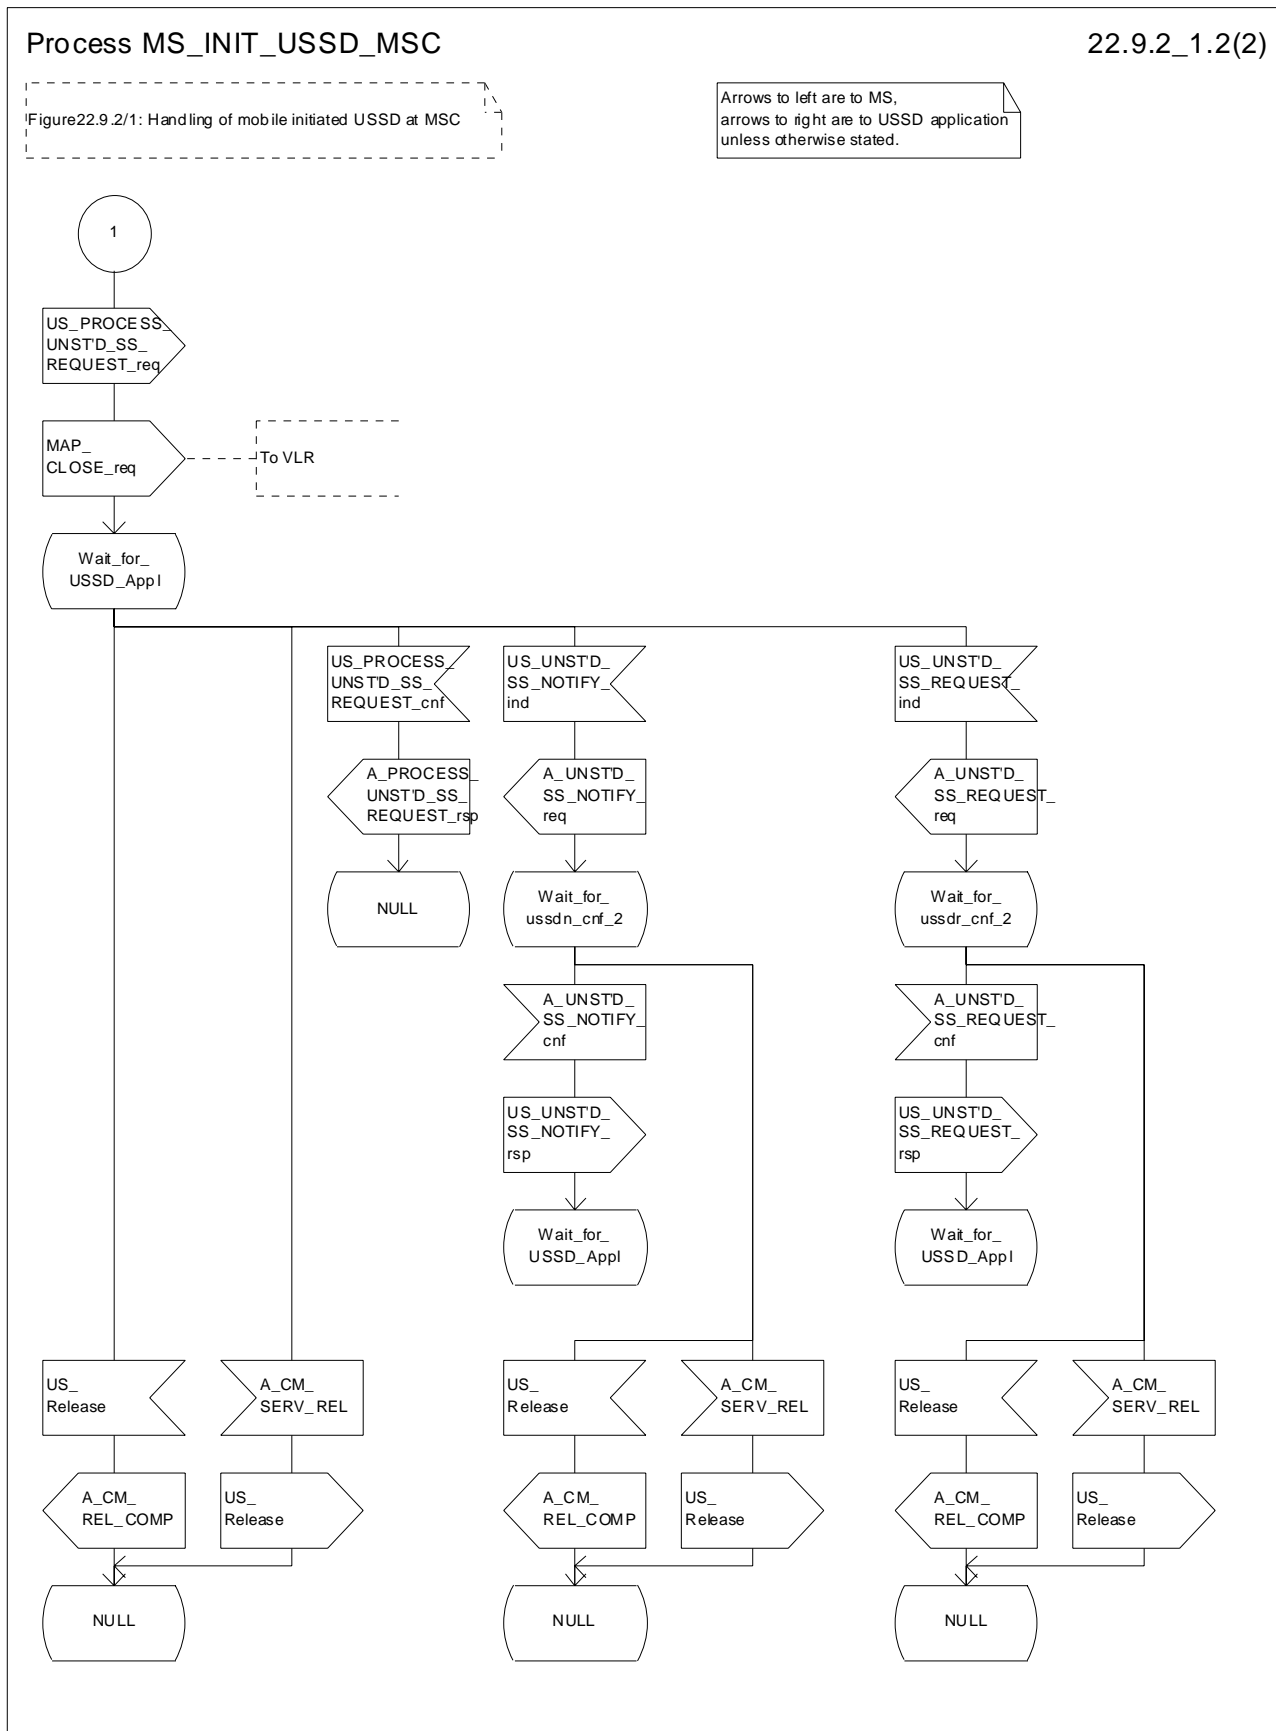 Process MS_INIT_USSD_MSC
22.9.2_1.2(2)
Figure22.9.2/1: Handling of mobile initiated USSD at MSC
Arrows to left are to MS,
arrows to right are to USSD application
unless otherwise stated.
1
US_PROCESS_
UNST'D_SS_
REQUEST_req
MAP_
CLOSE_req
To VLR
Wait_for_
USSD_Appl
US_PROCESS_
UNST'D_SS_
REQUEST_cnf
US_UNST'D_
SS_NOTIFY_
ind
US_UNST'D_
SS_REQUEST_
ind
A_PROCESS_
UNST'D_SS_
REQUEST_rsp
A_UNST'D_
SS_NOTIFY_
req
A_UNST'D_
SS_REQUEST_
req
NULL
Wait_for_
ussdn_cnf_2
Wait_for_
ussdr_cnf_2
A_UNST'D_
SS_NOTIFY_
cnf
A_UNST'D_
SS_REQUEST_
cnf
US_UNST'D_
SS_NOTIFY_
rsp
US_UNST'D_
SS_REQUEST_
rsp
Wait_for_
USSD_Appl
Wait_for_
USSD_Appl
US_
Release
A_CM_
SERV_REL
US_
Release
A_CM_
SERV_REL
US_
Release
A_CM_
SERV_REL
A_CM_
REL_COMP
US_
Release
A_CM_
REL_COMP
US_
Release
A_CM_
REL_COMP
US_
Release
NULL
NULL
NULL